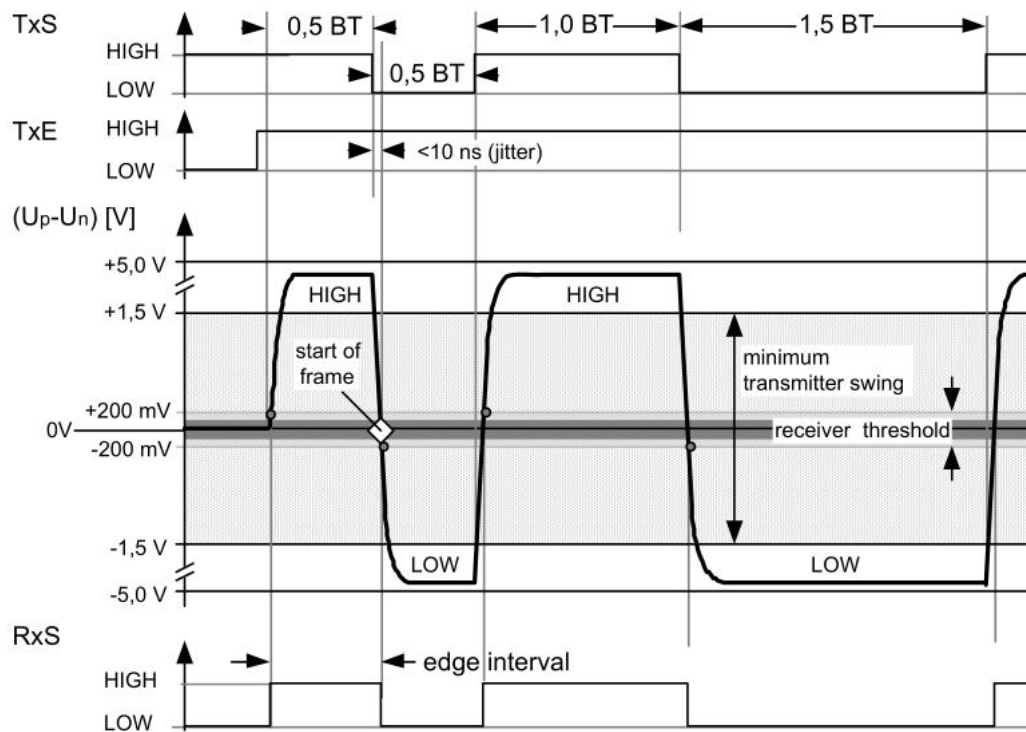 TxS
0,5 BT
1,0 BT
1,5 BT
HIGH
LOW
0,5 BT
TxE
HIGH
LOW
<10 ns (jitter)
(Up-Un) [V]
+5,0 V
HIGH
HIGH
+1,5 V
start of
frame
minimum
transmitter swing
+200 mV
0V
receiver threshold
-200 mV
-1,5 V
LOW
LOW
-5,0 V
RxS
edge interval
HIGH
LOW